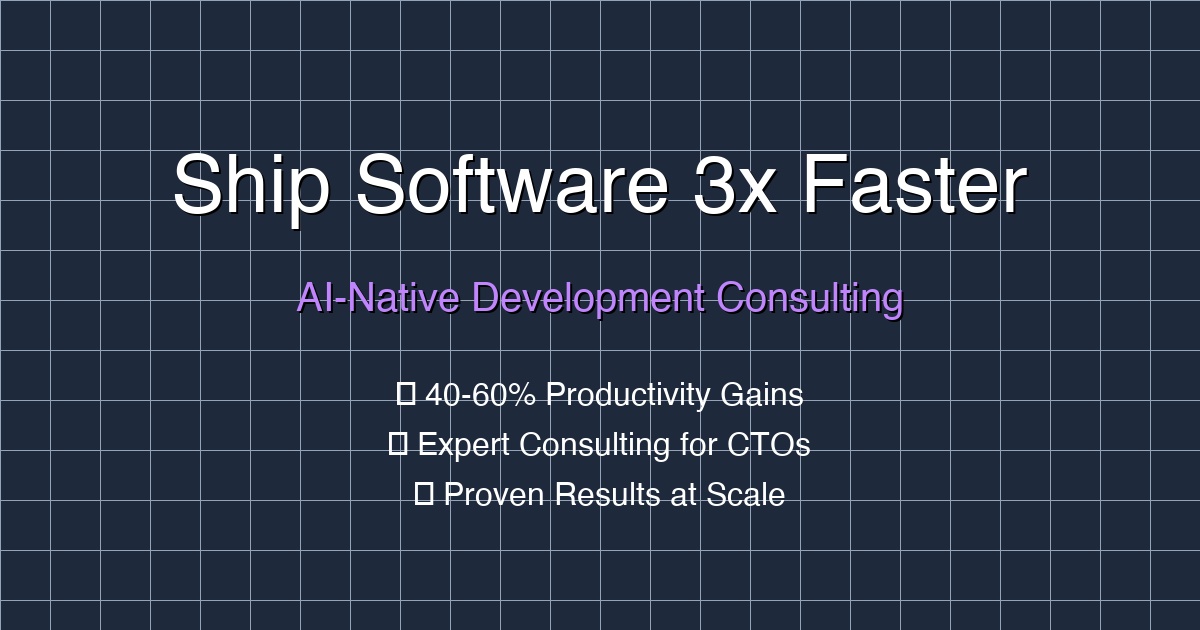 Ship Software 3x Faster
AI-Native Development Consulting
40-60% Productivity Gains
Expert Consulting for CTOs
Proven Results at Scale